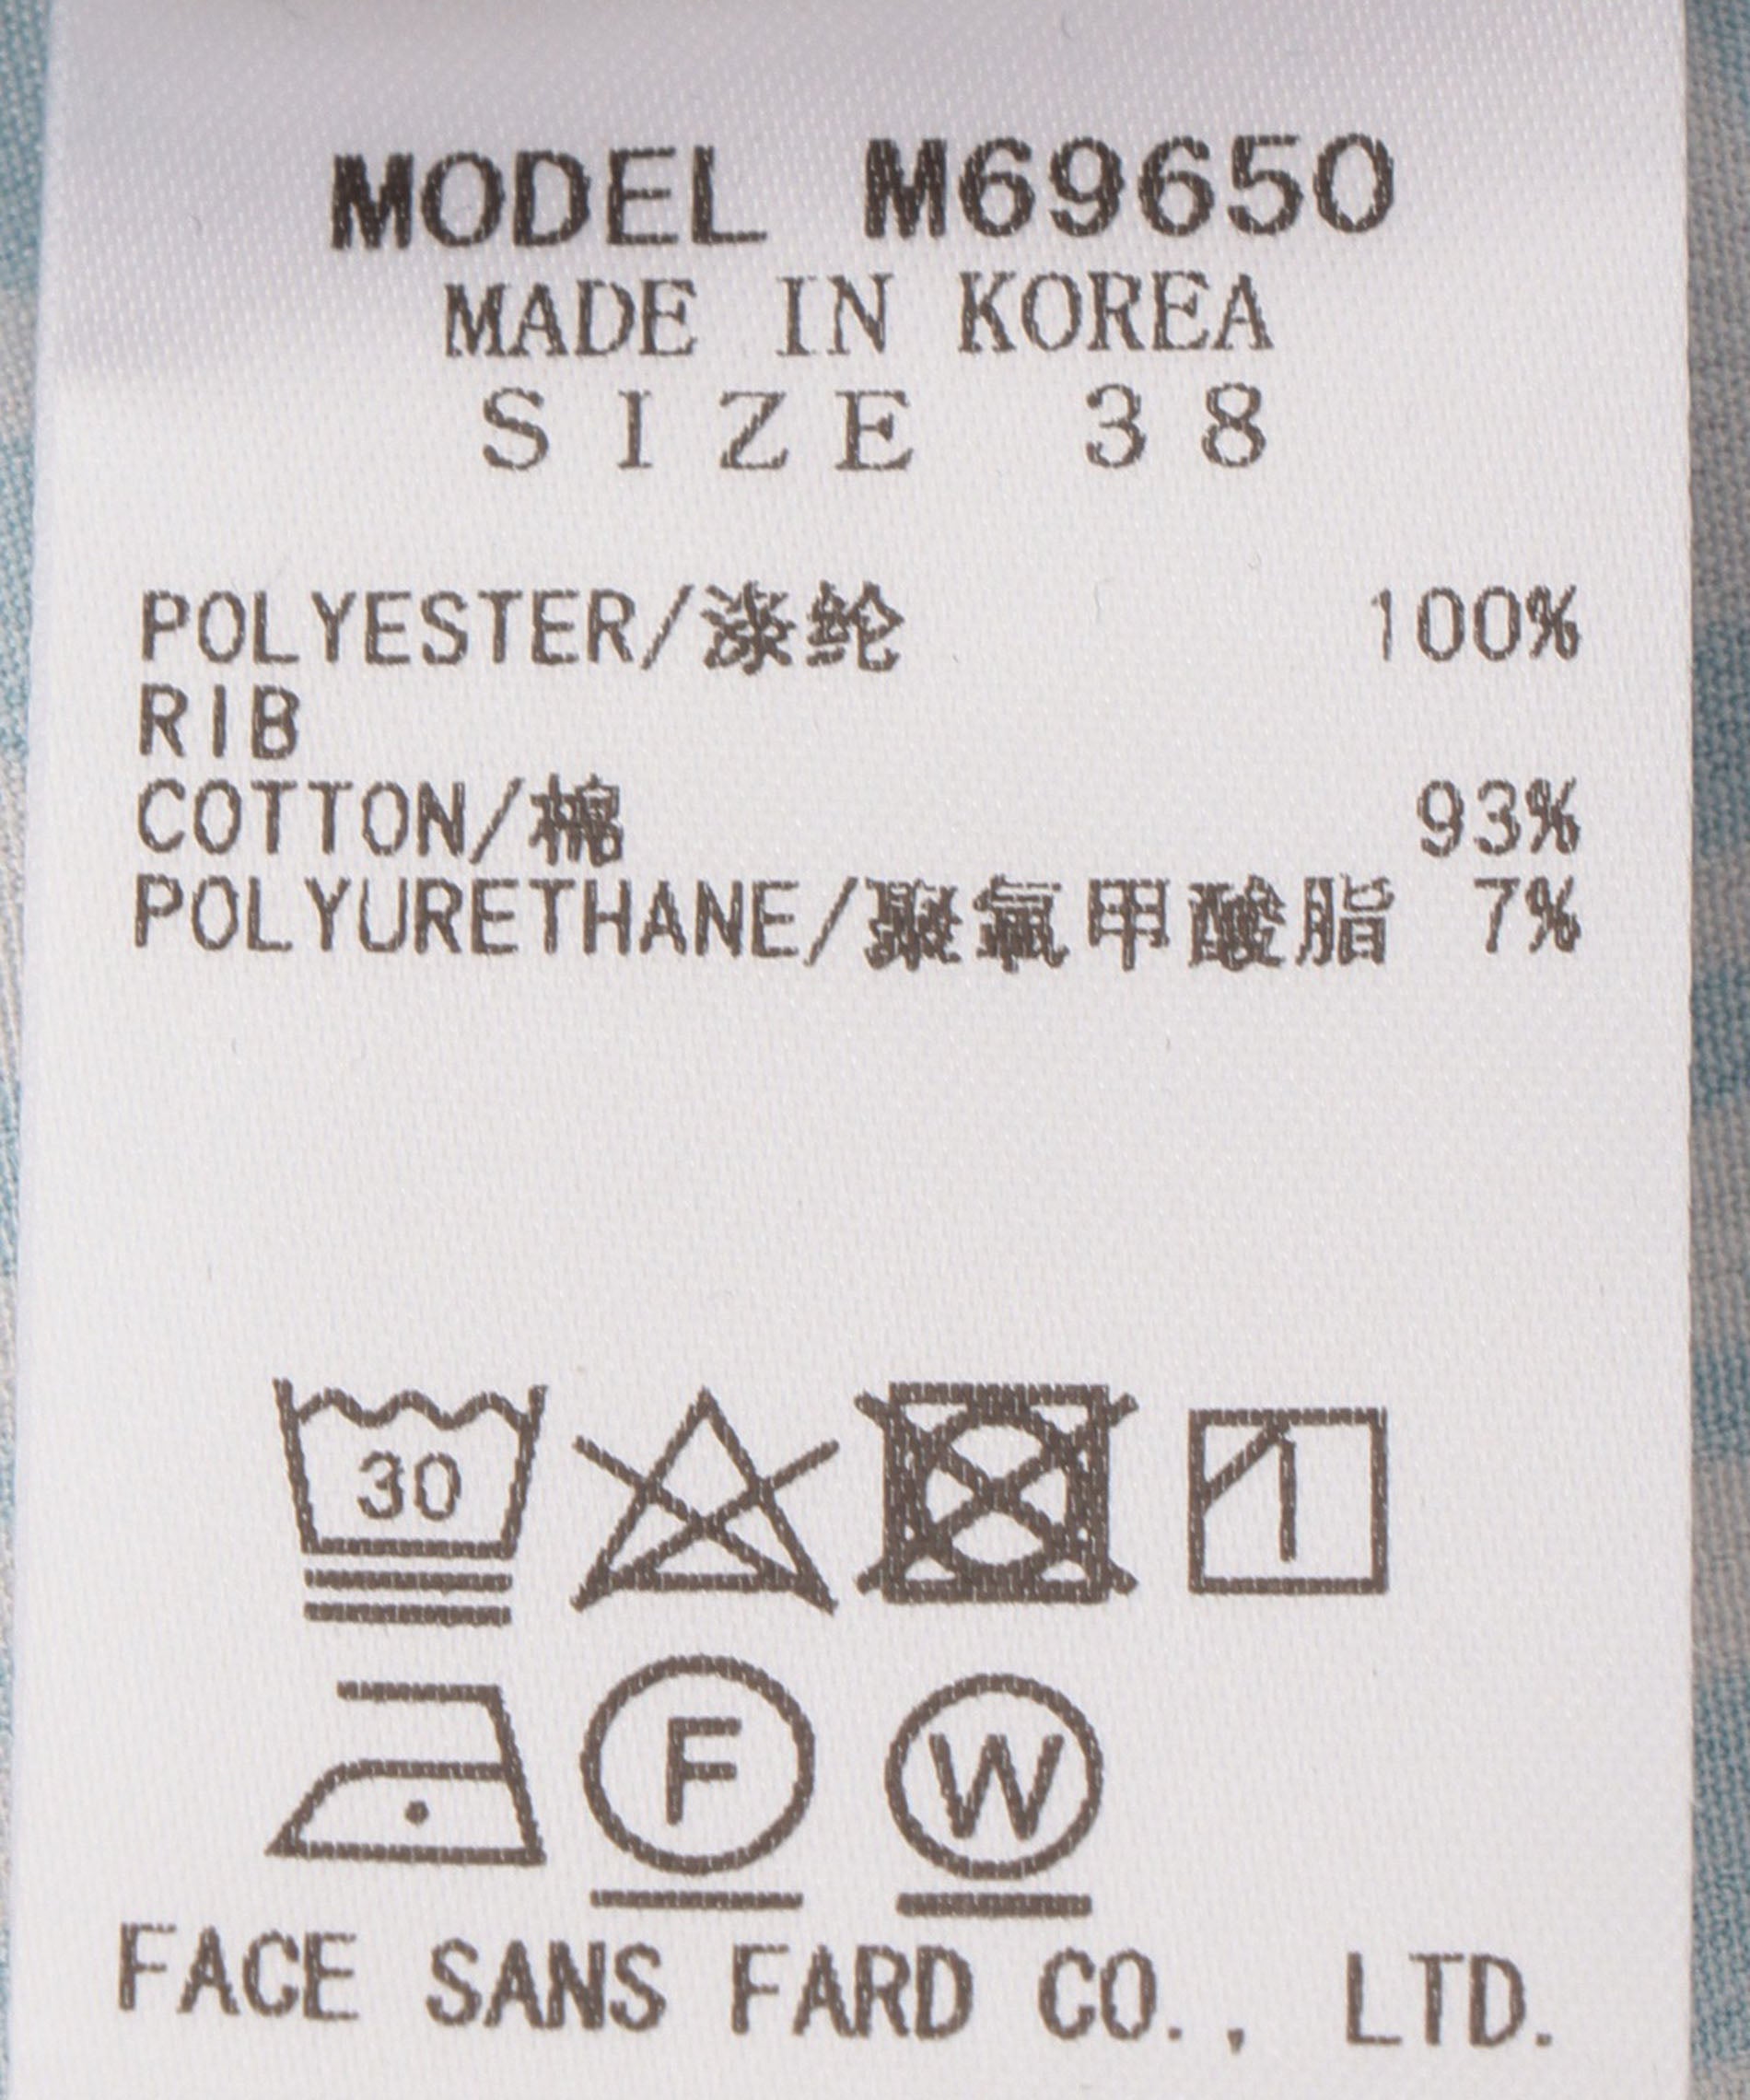 MODEL M69650
MADE IN KOREA
SIZE 38
POLYESTER/涤纶 100%
RIB
COTTON/棉 93%
POLYURETHANE/聚氨甲酸脂 7%
30
F W
FACE SANS FARD CO., LTD.